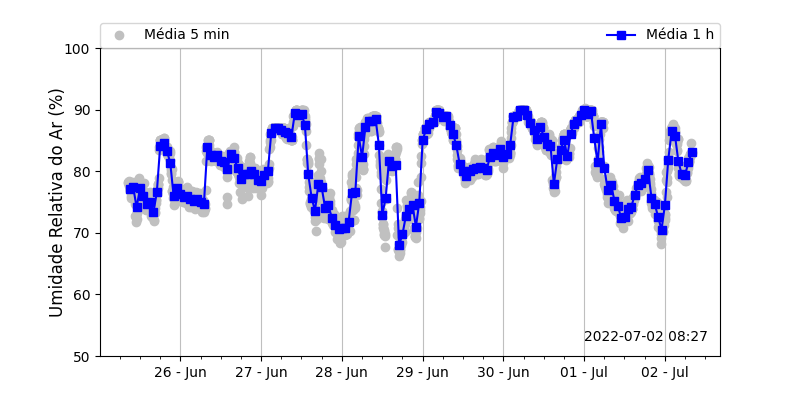 Média 5 min
Média 1 h
Umidade Relativa do Ar (%)
100
90
80
70
60
50
2022-07-02 08:27
26 - Jun
27 - Jun
28 - Jun
29 - Jun
30 - Jun
01 - Jul
02 - Jul